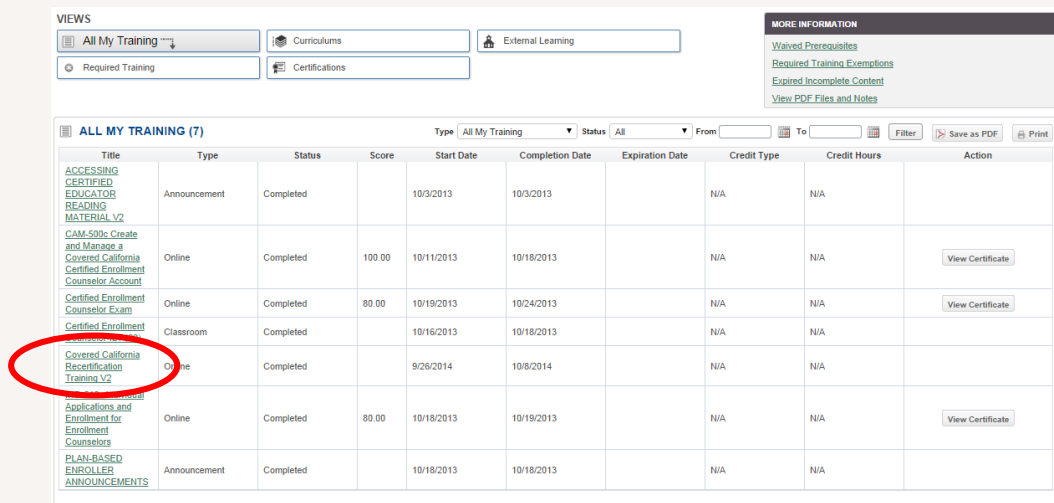 VIEWS
All My Training
Curriculums
External Learning
Required Training
Certifications
MORE INFORMATION
Waived Prerequisites
Required Training Exemptions
Expired Incomplete Content
View PDF Files and Notes
ALL MY TRAINING (7)
Type All My Training Status All From To Filter Save as PDF Print
Title Type Status Score Start Date Completion Date Expiration Date Credit Type Credit Hours Action
ACCESSING
CERTIFIED
EDUCATOR
READING
MATERIAL V2
Announcement Completed 10/3/2013 10/3/2013 N/A N/A
CAM-500c Create
and Manage a
Covered California
Certified Enrollment
Counselor Account
Online Completed 100.00 10/11/2013 10/18/2013 N/A N/A View Certificate
Certified Enrollment
Counselor Exam
Online Completed 80.00 10/19/2013 10/24/2013 N/A N/A View Certificate
Certified Enrollment
Classroom Completed 10/16/2013 10/18/2013 N/A N/A
Covered California
Recertification
Training V2
Online Completed 9/26/2014 10/8/2014 N/A N/A
Applications and
Enrollment for
Enrollment
Counselors
Online Completed 80.00 10/18/2013 10/19/2013 N/A N/A View Certificate
PLAN-BASED
ENROLLER
ANNOUNCEMENTS
Announcement Completed 10/18/2013 10/18/2013 N/A N/A